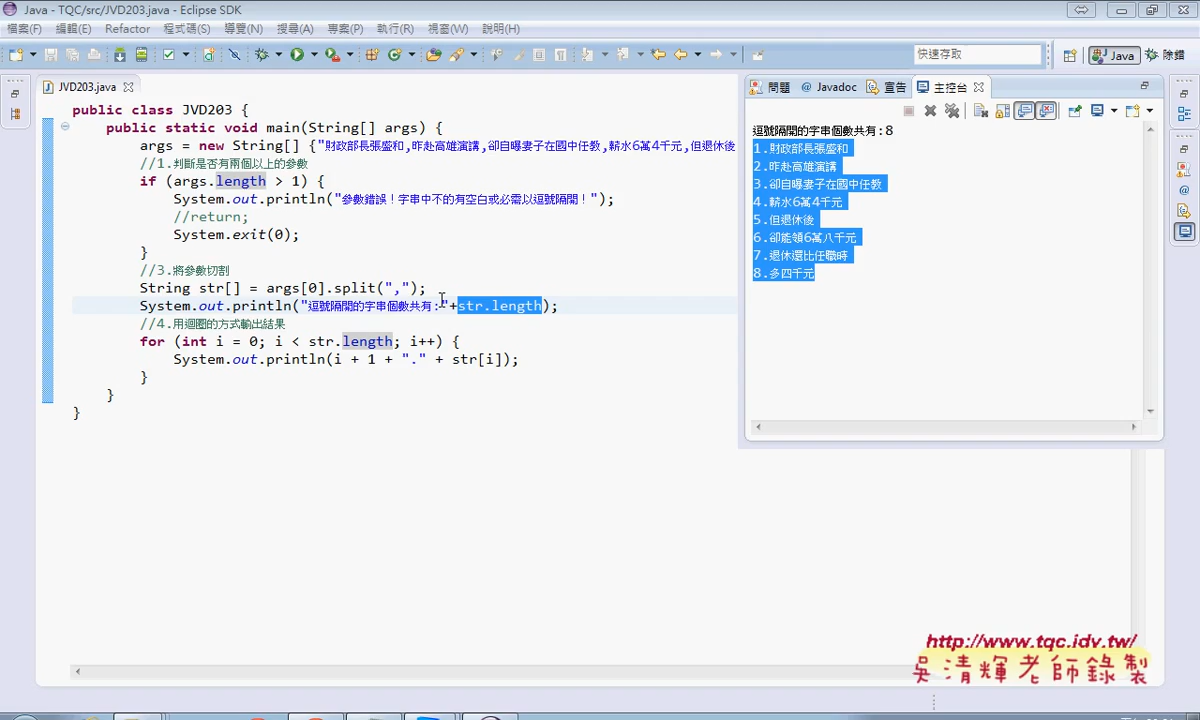 Java - TQC/src/JVD203.java - Eclipse SDK
檔案(F) 編輯(E) Refactor 程式碼(S) 導覽(N) 搜尋(A) 專案(P) 執行(R) 視窗(W) 說明(H)
快速存取
Java
除錯
JVD203.java
public class JVD203 {
public static void main(String[] args) {
args = new String[] {"財政部長張盛和,昨赴高雄演講,卻自曝妻子在國中任教,薪水6萬4千元,但退休後
//1.判斷是否有兩個以上的參數
if (args.length > 1) {
System.out.println("參數錯誤！字串中不的有空白或必需以逗號隔開！");
//return;
System.exit(0);
}
//3.將參數切割
String str[] = args[0].split(",");
System.out.println("逗號隔開的字串個數共有:"+str.length);
//4.用迴圈的方式輸出結果
for (int i = 0; i < str.length; i++) {
System.out.println(i + 1 + "." + str[i]);
}
}
}
問題 @ Javadoc 宣告 主控台
逗號隔開的字串個數共有:8
1.財政部長張盛和
2.昨赴高雄演講
3.卻自曝妻子在國中任教
4.薪水6萬4千元
5.但退休後
6.卻能領6萬八千元
7.退休還比任職時
8.多四千元
http://www.tqc.idv.tw/
吳清輝老師錄製